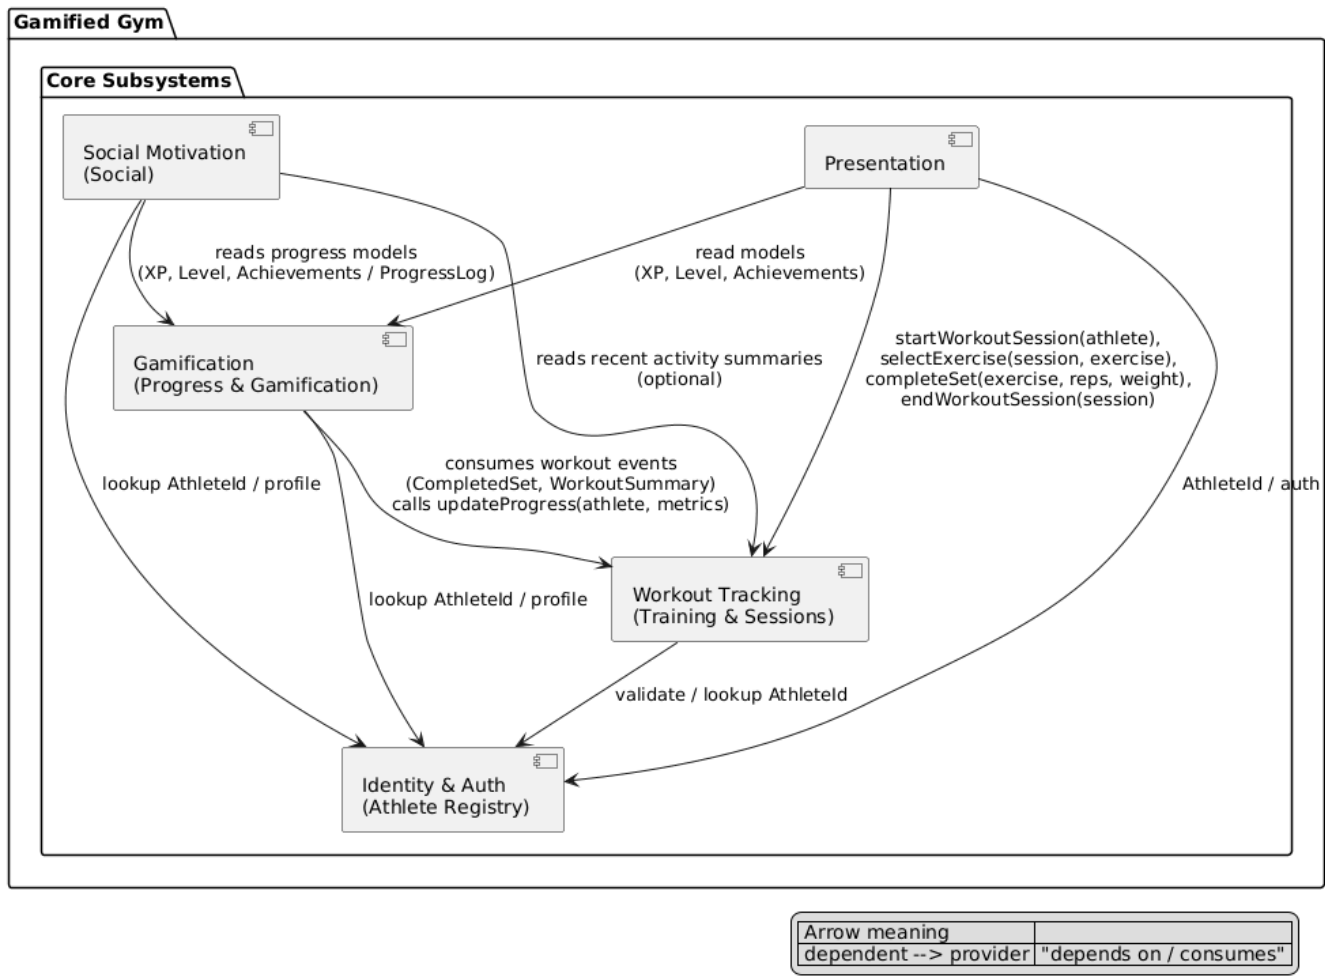 Gamified Gym
Core Subsystems
Social Motivation
(Social)
Presentation
reads progress models
(XP, Level, Achievements / ProgressLog)
read models
(XP, Level, Achievements)
Gamification
(Progress & Gamification)
reads recent activity summaries
(optional)
startWorkoutSession(athlete),
selectExercise(session, exercise),
completeSet(exercise, reps, weight),
endWorkoutSession(session)
lookup AthleteId / profile
consumes workout events
(CompletedSet, WorkoutSummary)
calls updateProgress(athlete, metrics)
AthleteId / auth
lookup AthleteId / profile
Workout Tracking
(Training & Sessions)
validate / lookup AthleteId
Identity & Auth
(Athlete Registry)
Arrow meaning
dependent --> provider "depends on / consumes"